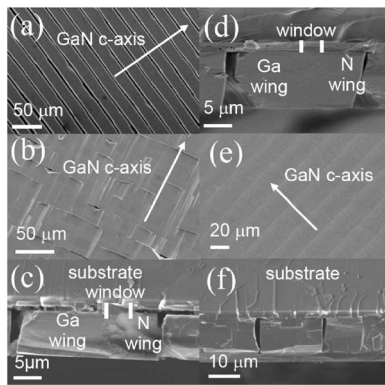 (a)
GaN c-axis
50 μm
(b)
GaN c-axis
50 μm
(c)
substrate
window
Ga
wing
N
wing
5μm
(d)
window
Ga
wing
N
wing
5 μm
(e)
GaN c-axis
20 μm
(f)
substrate
10 μm